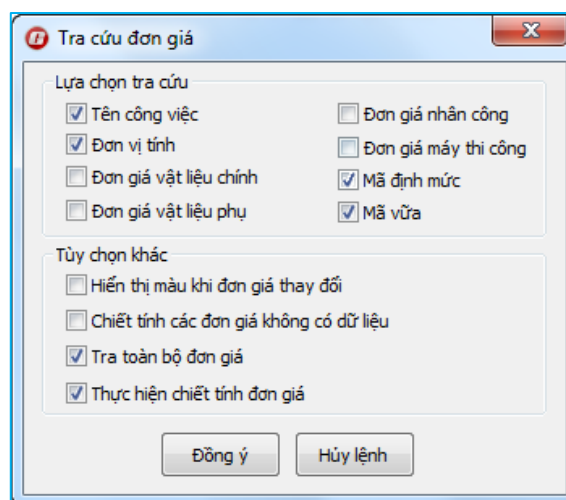 Tra cứu đơn giá
Lựa chọn tra cứu
Tên công việc
Đơn vị tính
Đơn giá vật liệu chính
Đơn giá vật liệu phụ
Đơn giá nhân công
Đơn giá máy thi công
Mã định mức
Mã vữa
Tùy chọn khác
Hiển thị màu khi đơn giá thay đổi
Chiết tính các đơn giá không có dữ liệu
Tra toàn bộ đơn giá
Thực hiện chiết tính đơn giá
Đồng ý
Hủy lệnh